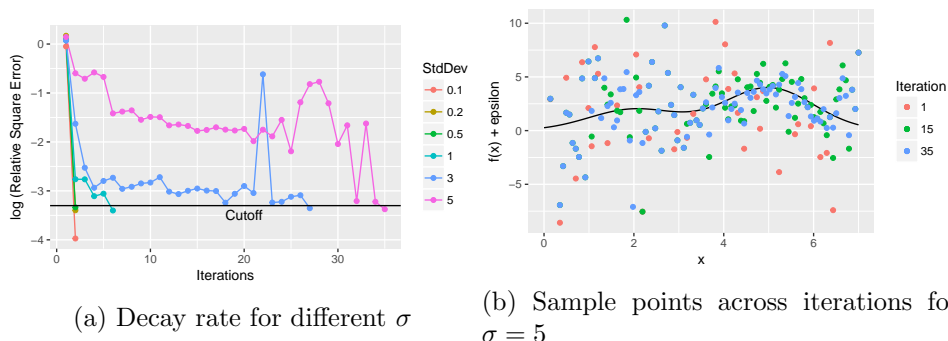 0
−1
−2
−3
−4
0
10
20
30
log (Relative Square Error)
Iterations
Cutoff
StdDev
0.1
0.2
0.5
1
3
5
(a) Decay rate for different σ
10
5
0
−5
0
2
4
6
f(x) + epsilon
x
Iteration
1
15
35
(b) Sample points across iterations fo
σ = 5